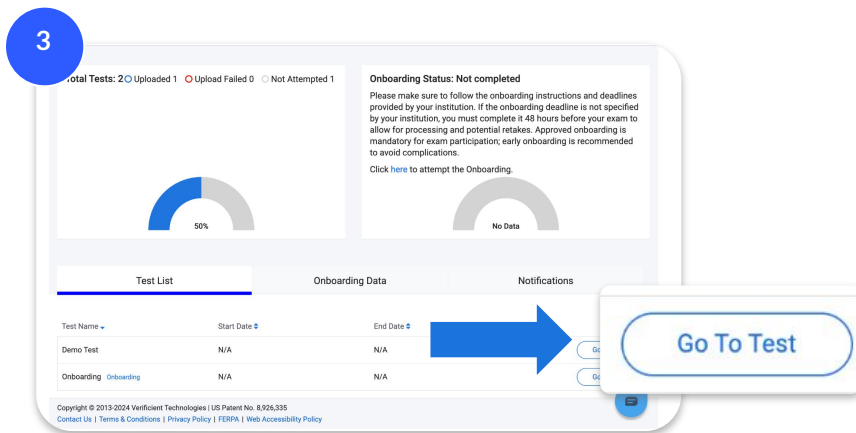 3
Total Tests: 2 Uploaded 1 Upload Failed 0 Not Attempted 1
50%
Onboarding Status: Not completed
Please make sure to follow the onboarding instructions and deadlines
provided by your institution. If the onboarding deadline is not specified
by your institution, you must complete it 48 hours before your exam to
allow for processing and potential retakes. Approved onboarding is
mandatory for exam participation; early onboarding is recommended
to avoid complications.
Click here to attempt the Onboarding.
No Data
Test List Onboarding Data Notifications
Test Name Start Date End Date
Demo Test N/A N/A Go
Onboarding Onboarding N/A N/A Go
Go To Test
Copyright © 2013-2024 Verificient Technologies | US Patent No. 8,926,335
Contact Us | Terms & Conditions | Privacy Policy | FERPA | Web Accessibility Policy